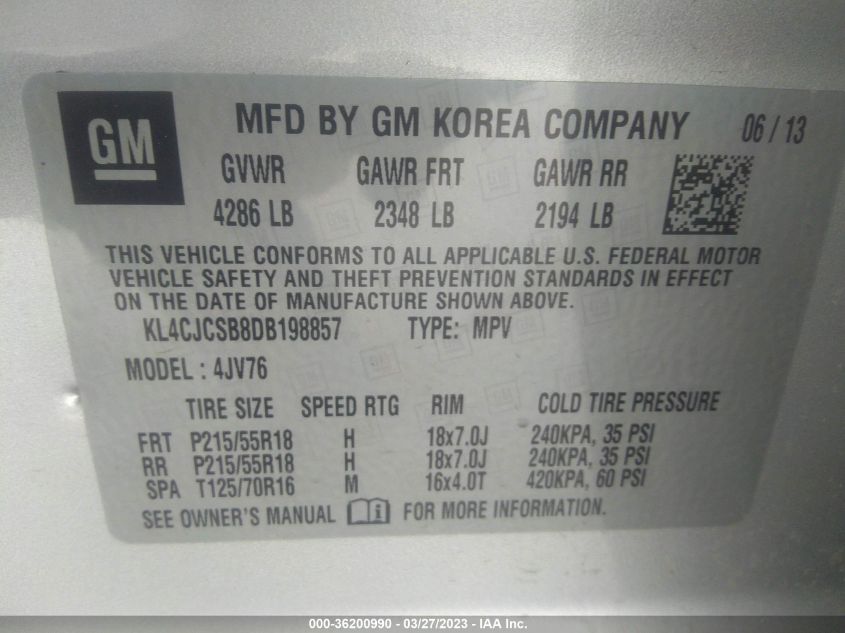 GM
MFD BY GM KOREA COMPANY 06 / 13
GVWR GAWR FRT GAWR RR
4286 LB 2348 LB 2194 LB
THIS VEHICLE CONFORMS TO ALL APPLICABLE U.S. FEDERAL MOTOR
VEHICLE SAFETY AND THEFT PREVENTION STANDARDS IN EFFECT
ON THE DATE OF MANUFACTURE SHOWN ABOVE.
KL4CJCSB8DB198857 TYPE: MPV
MODEL : 4JV76
TIRE SIZE SPEED RTG RIM COLD TIRE PRESSURE
FRT P215/55R18 H 18x7.0J 240KPA, 35 PSI
RR P215/55R18 H 18x7.0J 240KPA, 35 PSI
SPA T125/70R16 M 16x4.0T 420KPA, 60 PSI
SEE OWNER'S MANUAL i FOR MORE INFORMATION.
000-36200990 - 03/27/2023 - IAA Inc.